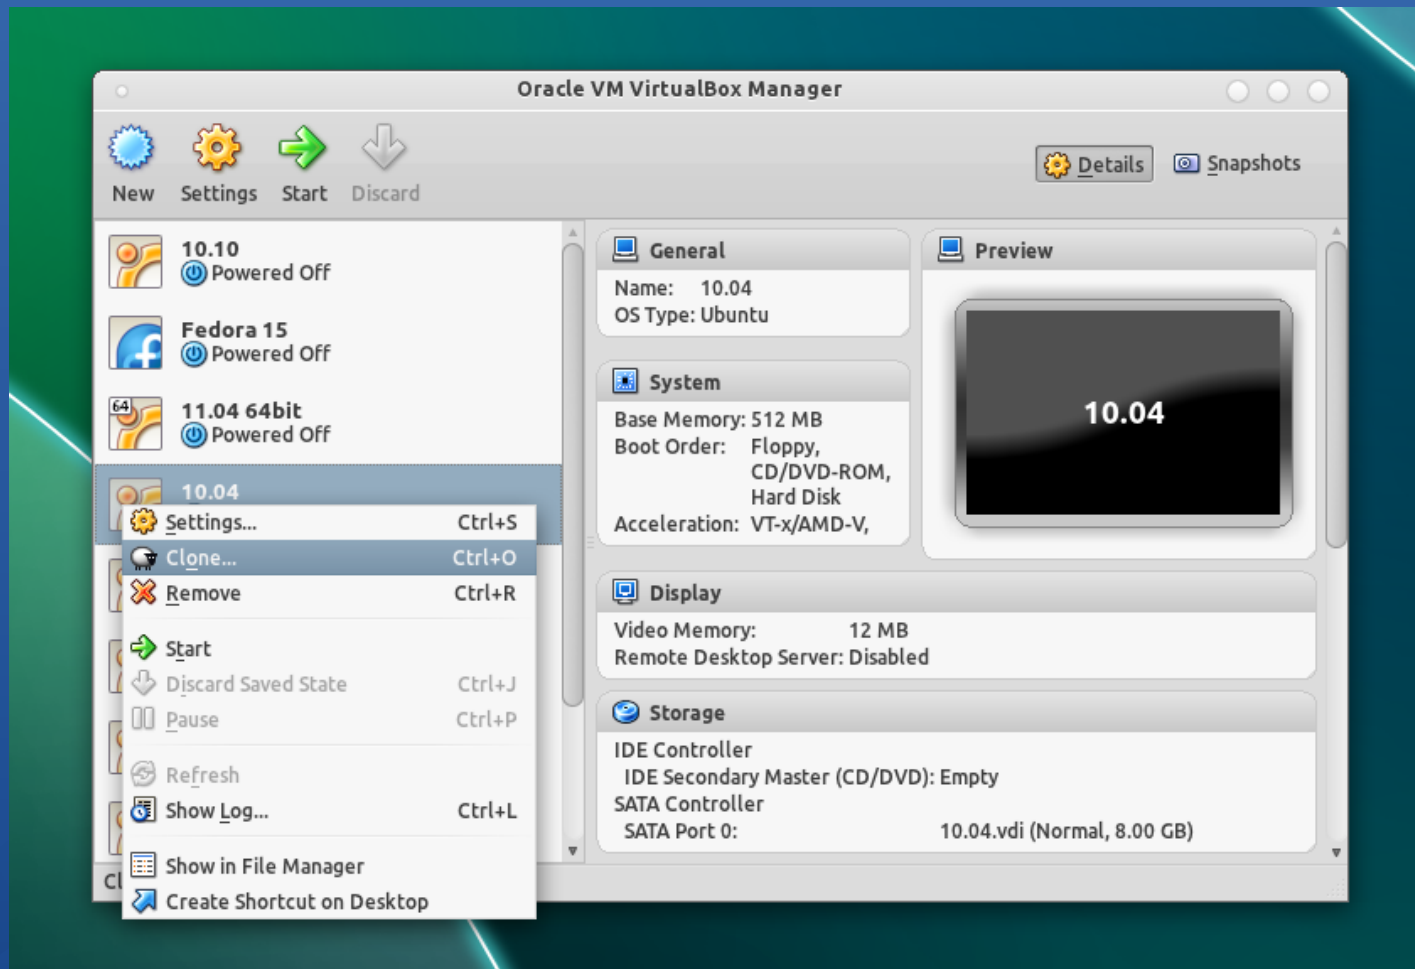 Oracle VM VirtualBox Manager
New Settings Start Discard
Details Snapshots
10.10
Powered Off
Fedora 15
Powered Off
64
11.04 64bit
Powered Off
10.04
Settings... Ctrl+S
Clone... Ctrl+O
Remove Ctrl+R
Start
Discard Saved State Ctrl+J
Pause Ctrl+P
Refresh
Show Log... Ctrl+L
Show in File Manager
Create Shortcut on Desktop
General
Name: 10.04
OS Type: Ubuntu
System
Base Memory: 512 MB
Boot Order: Floppy,
CD/DVD-ROM,
Hard Disk
Acceleration: VT-x/AMD-V,
Preview
10.04
Display
Video Memory: 12 MB
Remote Desktop Server: Disabled
Storage
IDE Controller
IDE Secondary Master (CD/DVD): Empty
SATA Controller
SATA Port 0: 10.04.vdi (Normal, 8.00 GB)